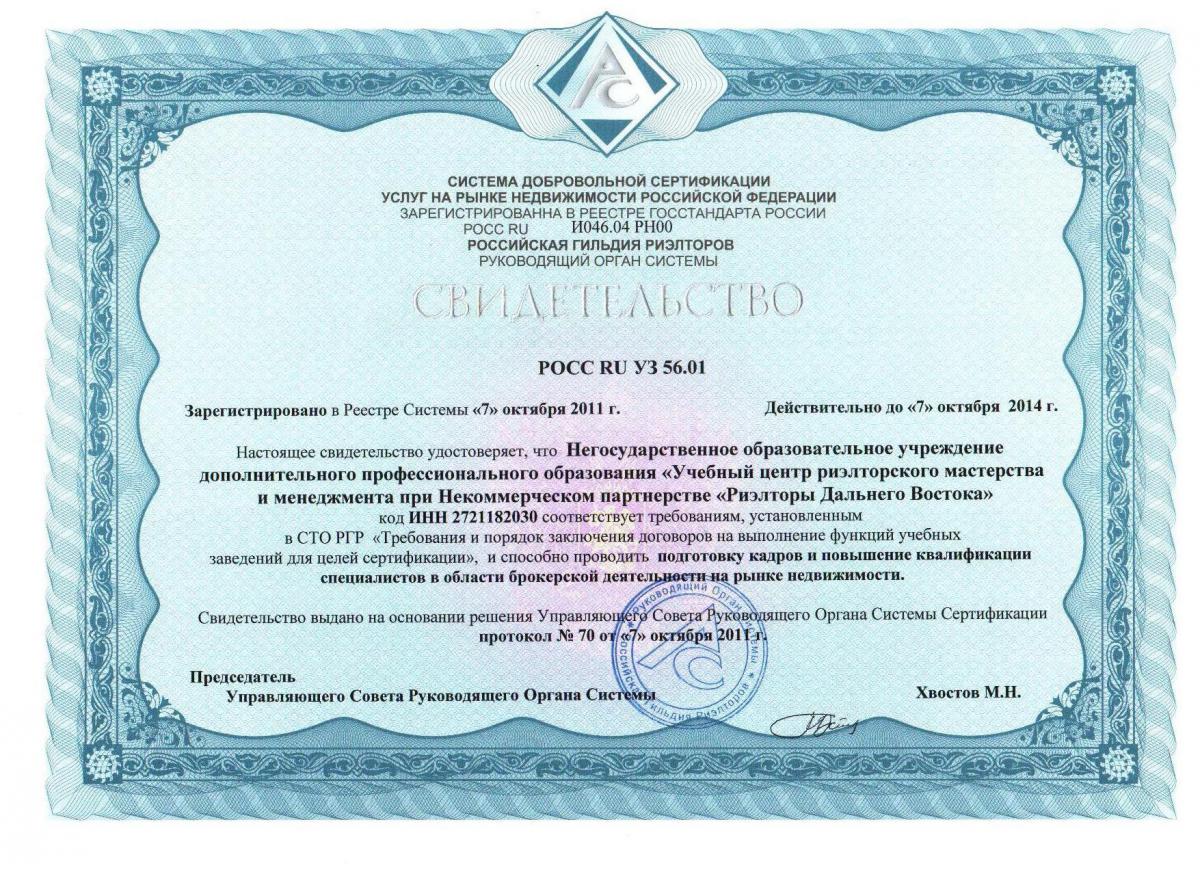 РС
СИСТЕМА ДОБРОВОЛЬНОЙ СЕРТИФИКАЦИИ
УСЛУГ НА РЫНКЕ НЕДВИЖИМОСТИ РОССИЙСКОЙ ФЕДЕРАЦИИ
ЗАРЕГИСТРИРОВАННА В РЕЕСТРЕ ГОССТАНДАРТА РОССИИ
РОСС RU И046.04 РН00
РОССИЙСКАЯ ГИЛЬДИЯ РИЭЛТОРОВ
РУКОВОДЯЩИЙ ОРГАН СИСТЕМЫ
СВИДЕТЕЛЬСТВО
РОСС RU УЗ 56.01
Зарегистрировано в Реестре Системы «7» октября 2011 г. Действительно до «7» октября 2014 г.
Настоящее свидетельство удостоверяет, что Негосударственное образовательное учреждение
дополнительного профессионального образования «Учебный центр риэлторского мастерства
и менеджмента при Некоммерческом партнерстве «Риэлторы Дальнего Востока»
код ИНН 2721182030 соответствует требованиям, установленным
в СТО РГР «Требования и порядок заключения договоров на выполнение функций учебных
заведений для целей сертификации», и способно проводить подготовку кадров и повышение квалификации
специалистов в области брокерской деятельности на рынке недвижимости.
Свидетельство выдано на основании решения Управляющего Совета Руководящего Органа Системы Сертификации
протокол № 70 от «7» октября 2011 г.
Председатель
Управляющего Совета Руководящего Органа Системы Хвостов М.Н.
Руководящий Орган Системы
Российская Гильдия Риэлторов
РС